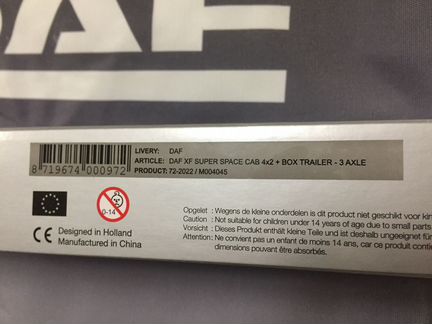 DAF
LIVERY: DAF
ARTICLE: DAF XF SUPER SPACE CAB 4x2 + BOX TRAILER - 3 AXLE
PRODUCT: 72-2022 / M004045
8 719674 000972
0-14
CE
Designed in Holland
Manufactured in China
Opgelet : Wegens de kleine onderdelen is dit product niet geschikt voor kin
Caution : Not suitable for children under 14 years of age due to small parts
Vorsicht : Dieses Produkt enthält kleine Teile und ist deshalb ungeeignet für
Attention: Ne convient pas un enfant de moins 14 ans, car ce produit contie
dimensions pouvant être absorbés.